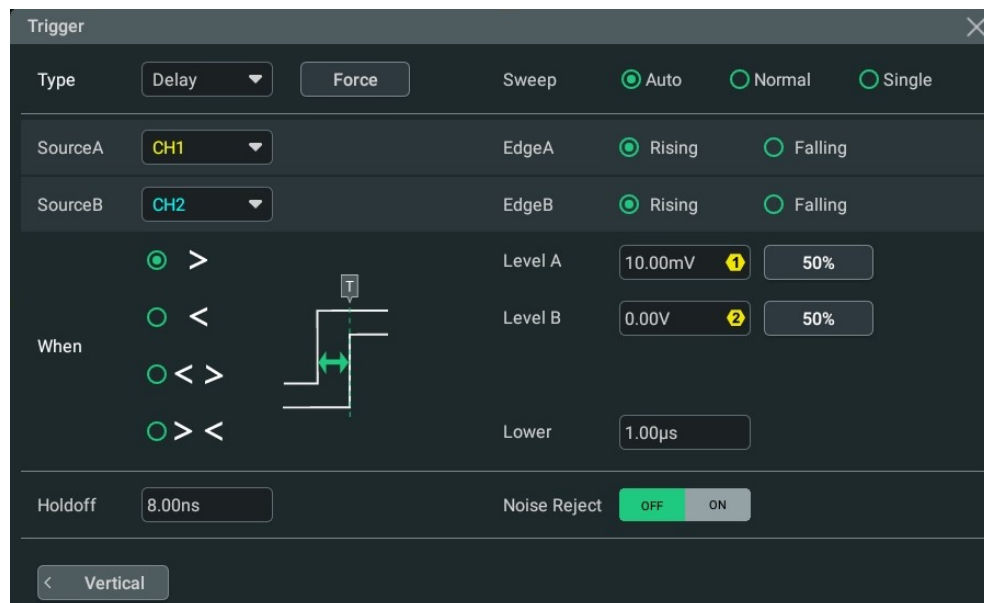 Trigger
Type Delay Force Sweep Auto Normal Single
SourceA CH1 EdgeA Rising Falling
SourceB CH2 EdgeB Rising Falling
When
>
<
< >
> <
T
Level A 10.00mV 1 50%
Level B 0.00V 2 50%
Lower 1.00µs
Holdoff 8.00ns Noise Reject OFF ON
< Vertical